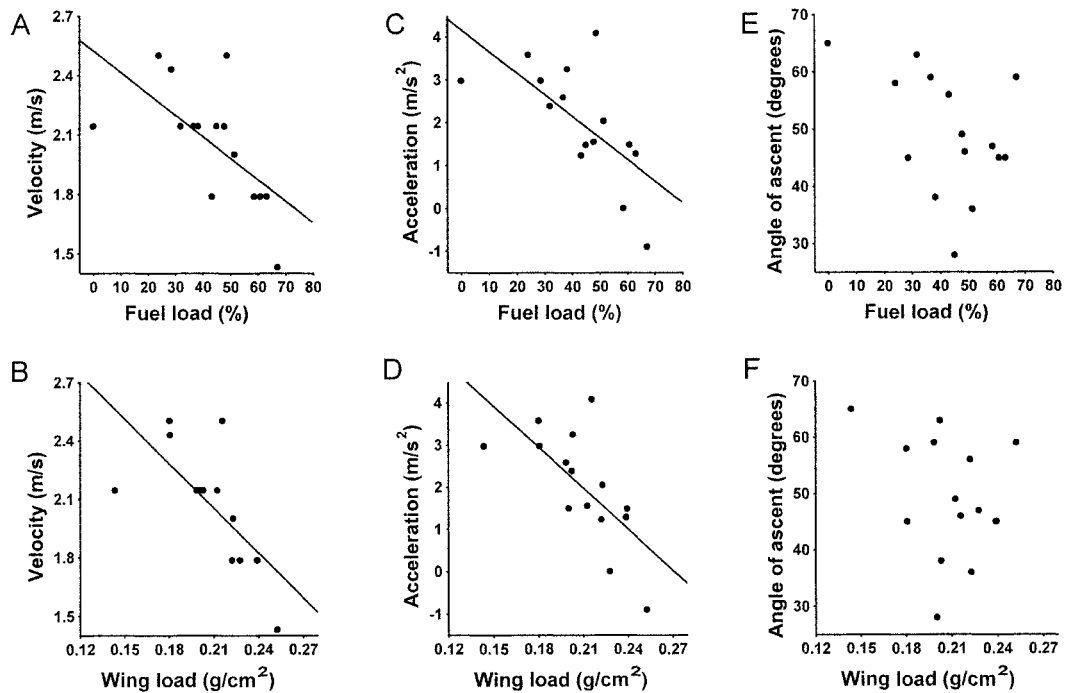 A
2.7
2.4
2.1
1.8
1.5
Velocity (m/s)
0 10 20 30 40 50 60 70 80
Fuel load (%)
C
4
3
2
1
0
-1
Acceleration (m/s²)
0 10 20 30 40 50 60 70 80
Fuel load (%)
E
70
60
50
40
30
Angle of ascent (degrees)
0 10 20 30 40 50 60 70 80
Fuel load (%)
B
2.7
2.4
2.1
1.8
1.5
Velocity (m/s)
0.12 0.15 0.18 0.21 0.24 0.27
Wing load (g/cm²)
D
4
3
2
1
0
-1
Acceleration (m/s²)
0.12 0.15 0.18 0.21 0.24 0.27
Wing load (g/cm²)
F
70
60
50
40
30
Angle of ascent (degrees)
0.12 0.15 0.18 0.21 0.24 0.27
Wing load (g/cm²)